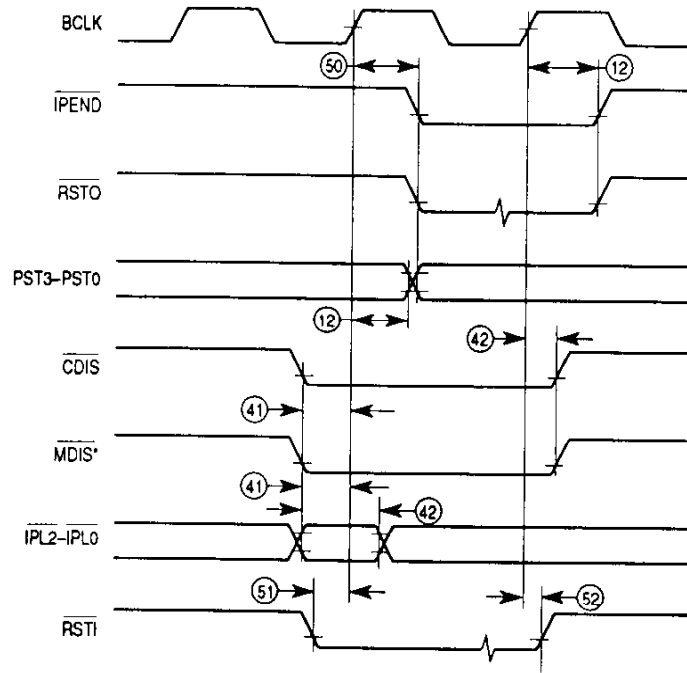 BCLK
50
12
IPEND
RSTO
PST3–PST0
12
42
CDIS
41
MDIS*
41
42
IPL2–IPL0
51
52
RSTI